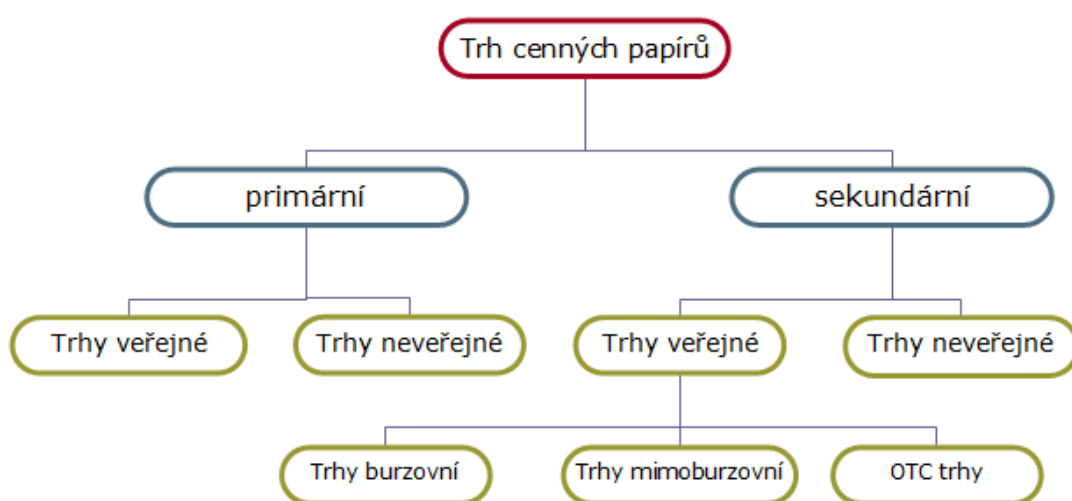 Trh cenných papírů
primární
sekundární
Trhy veřejné
Trhy neveřejné
Trhy veřejné
Trhy neveřejné
Trhy burzovní
Trhy mimoburzovní
OTC trhy